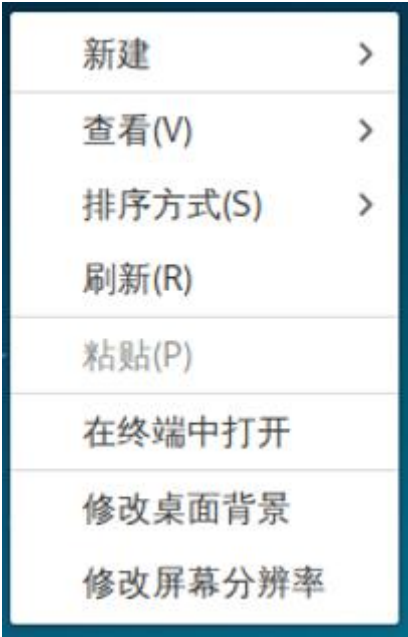 新建
查看(V)
排序方式(S)
刷新(R)
粘贴(P)
在终端中打开
修改桌面背景
修改屏幕分辨率